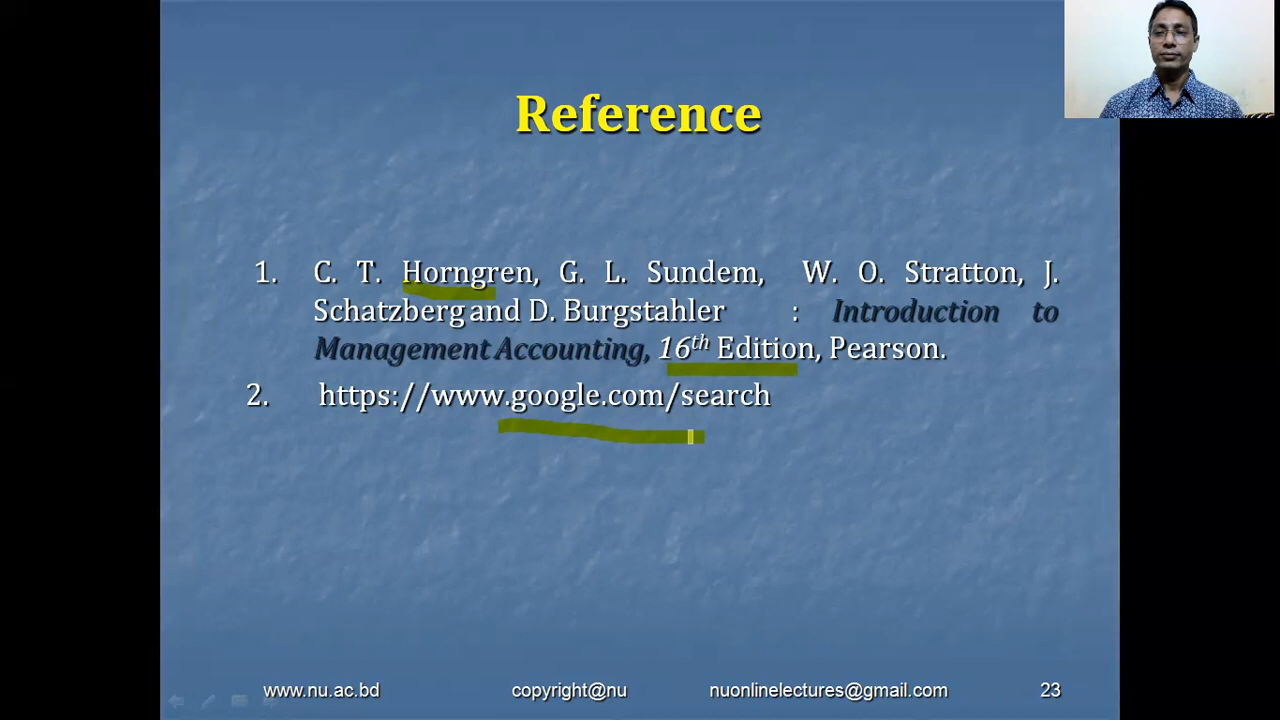 Reference
1. C. T. Horngren, G. L. Sundem, W. O. Stratton, J.
Schatzberg and D. Burgstahler : Introduction to
Management Accounting, 16th Edition, Pearson.
2. https://www.google.com/search
www.nu.ac.bd copyright@nu nuonlinelectures@gmail.com 23